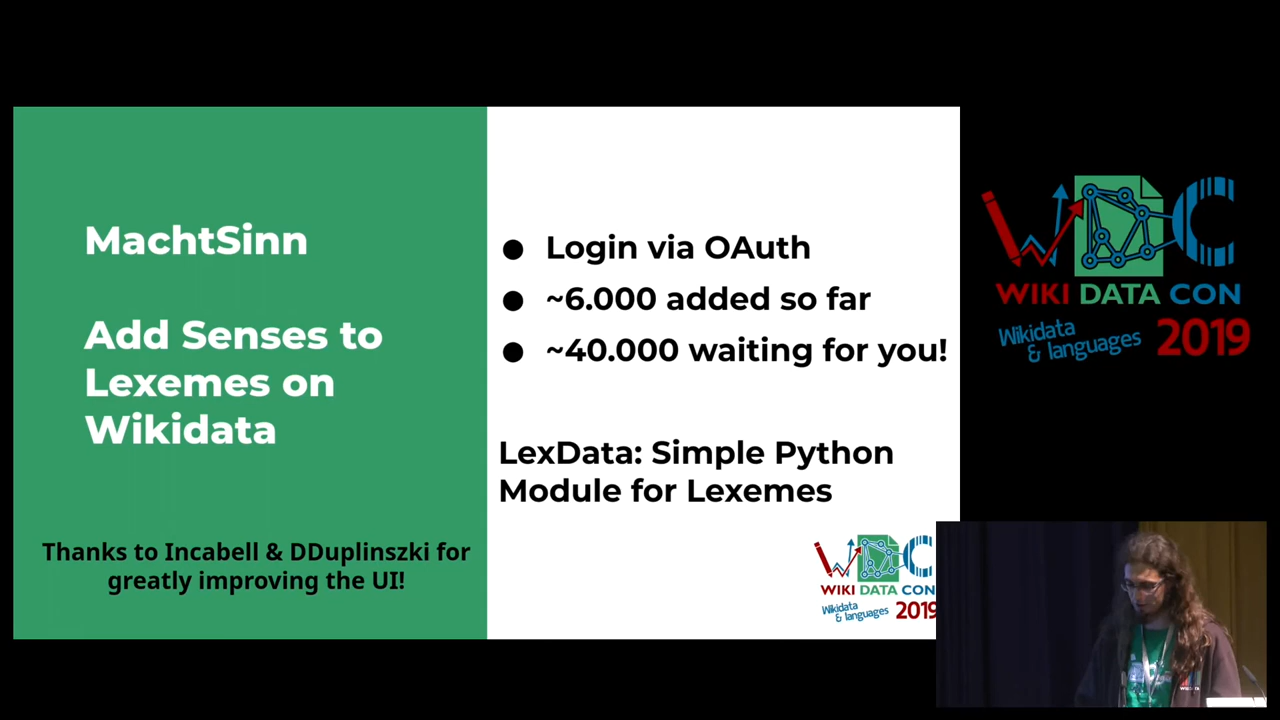 MachtSinn
Add Senses to
Lexemes on
Wikidata
Thanks to Incabell & DDuplinszki for
greatly improving the UI!
● Login via OAuth
● ~6.000 added so far
● ~40.000 waiting for you!
LexData: Simple Python
Module for Lexemes
WIKI DATA CON
Wikidata
& languages 2019
WDC
WIKI DATA CON
Wikidata
& languages 2019